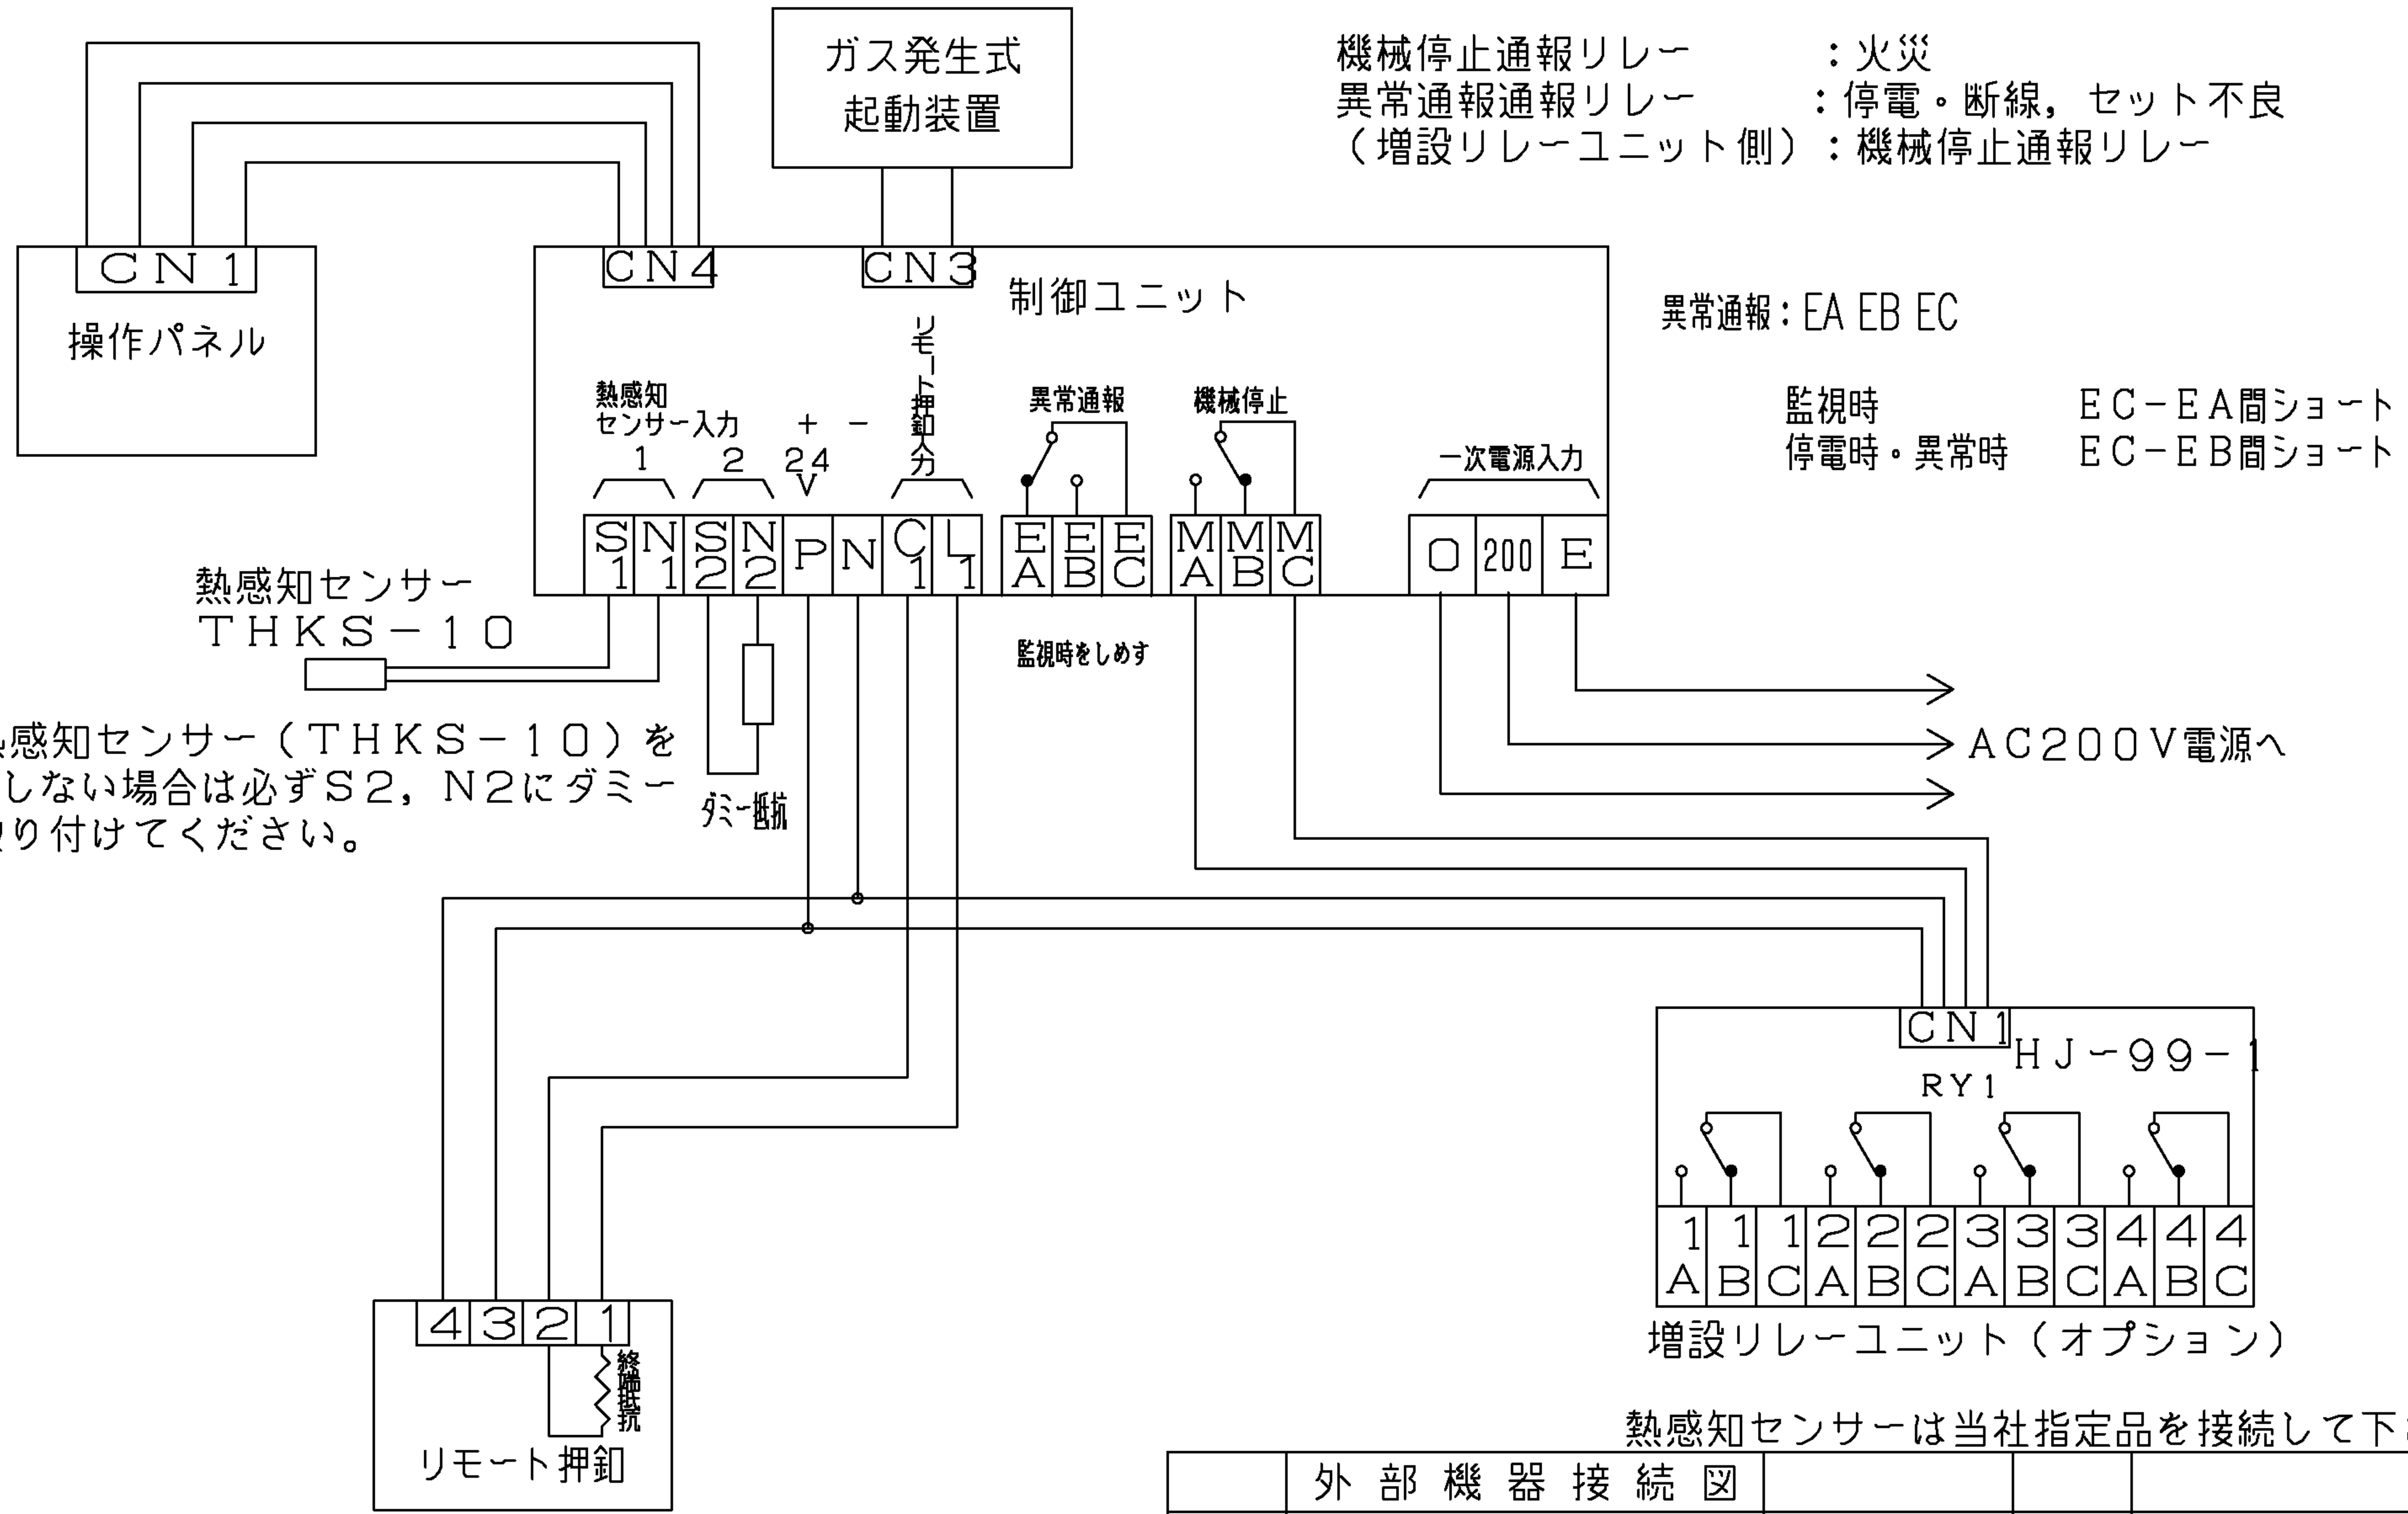 ガス発生式
起動装置
機械停止通報リレー　　　：火災
異常通報通報リレー　　　：停電・断線，セット不良
（増設リレーユニット側）：機械停止通報リレー
CN1
操作パネル
CN4
CN3
制御ユニット
異常通報：EA EB EC
監視時　　　　　EC－EA間ショート
停電時・異常時　EC－EB間ショート
熱感知
センサー入力
1
2
＋　－
24
V
リモート押釦入力
異常通報
機械停止
一次電源入力
S1 N1 S2 N2 P N C1 L1
EA EB EC
MA MB MC
O 200 E
熱感知センサー
THKS－10
監視時をしめす
感知センサー（THKS－10）を
しない場合は必ずS2，N2にダミー
り付けてください。
ダミー抵抗
AC200V電源へ
CN1
HJ－99－1
RY1
1A 1B 1C 2A 2B 2C 3A 3B 3C 4A 4B 4C
増設リレーユニット（オプション）
4 3 2 1
終端抵抗
リモート押釦
熱感知センサーは当社指定品を接続して下
外部機器接続図